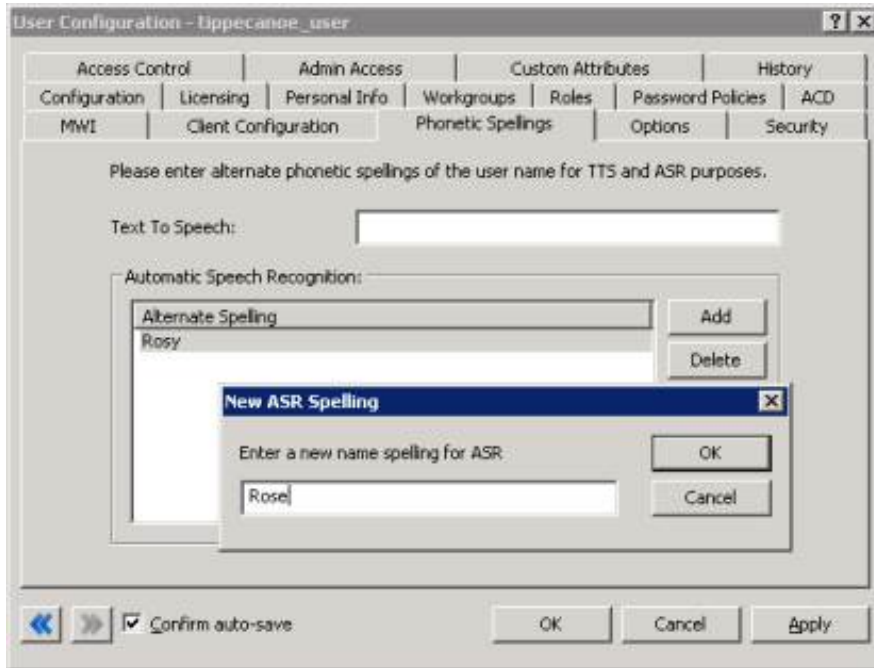 User Configuration - tippecanoe_user
Access Control Admin Access Custom Attributes History
Configuration Licensing Personal Info Workgroups Roles Password Policies ACD
MWI Client Configuration Phonetic Spellings Options Security
Please enter alternate phonetic spellings of the user name for TTS and ASR purposes.
Text To Speech:
Automatic Speech Recognition:
Alternate Spelling Add
Rosy
Delete
New ASR Spelling
Enter a new name spelling for ASR OK
Rose Cancel
Confirm auto-save OK Cancel Apply